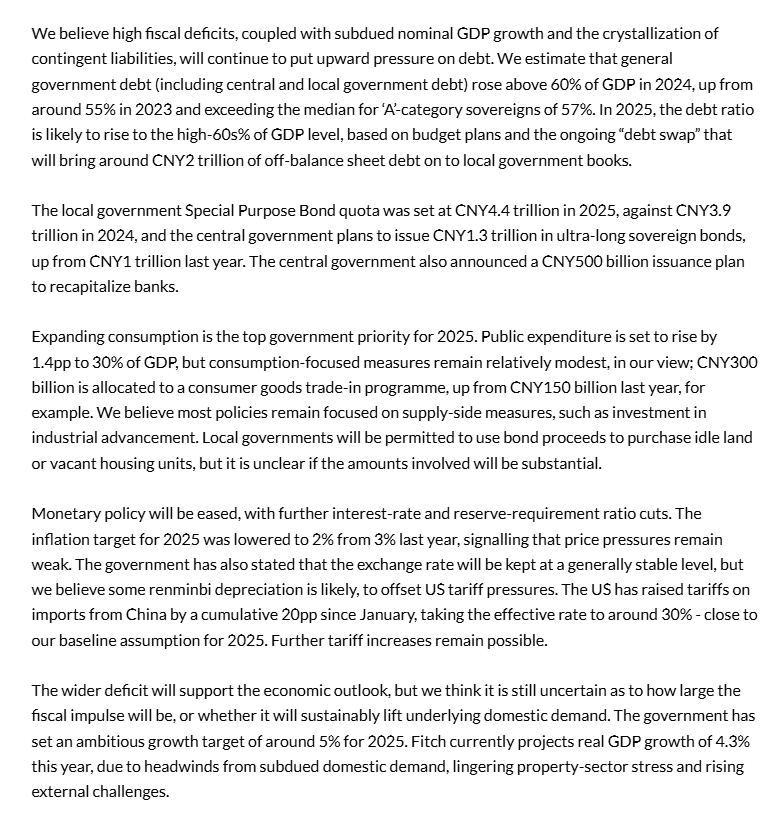 We believe high fiscal deficits, coupled with subdued nominal GDP growth and the crystallization of
contingent liabilities, will continue to put upward pressure on debt. We estimate that general
government debt (including central and local government debt) rose above 60% of GDP in 2024, up from
around 55% in 2023 and exceeding the median for ‘A’-category sovereigns of 57%. In 2025, the debt ratio
is likely to rise to the high-60s% of GDP level, based on budget plans and the ongoing “debt swap” that
will bring around CNY2 trillion of off-balance sheet debt on to local government books.
The local government Special Purpose Bond quota was set at CNY4.4 trillion in 2025, against CNY3.9
trillion in 2024, and the central government plans to issue CNY1.3 trillion in ultra-long sovereign bonds,
up from CNY1 trillion last year. The central government also announced a CNY500 billion issuance plan
to recapitalize banks.
Expanding consumption is the top government priority for 2025. Public expenditure is set to rise by
1.4pp to 30% of GDP, but consumption-focused measures remain relatively modest, in our view; CNY300
billion is allocated to a consumer goods trade-in programme, up from CNY150 billion last year, for
example. We believe most policies remain focused on supply-side measures, such as investment in
industrial advancement. Local governments will be permitted to use bond proceeds to purchase idle land
or vacant housing units, but it is unclear if the amounts involved will be substantial.
Monetary policy will be eased, with further interest-rate and reserve-requirement ratio cuts. The
inflation target for 2025 was lowered to 2% from 3% last year, signalling that price pressures remain
weak. The government has also stated that the exchange rate will be kept at a generally stable level, but
we believe some renminbi depreciation is likely, to offset US tariff pressures. The US has raised tariffs on
imports from China by a cumulative 20pp since January, taking the effective rate to around 30% - close to
our baseline assumption for 2025. Further tariff increases remain possible.
The wider deficit will support the economic outlook, but we think it is still uncertain as to how large the
fiscal impulse will be, or whether it will sustainably lift underlying domestic demand. The government has
set an ambitious growth target of around 5% for 2025. Fitch currently projects real GDP growth of 4.3%
this year, due to headwinds from subdued domestic demand, lingering property-sector stress and rising
external challenges.